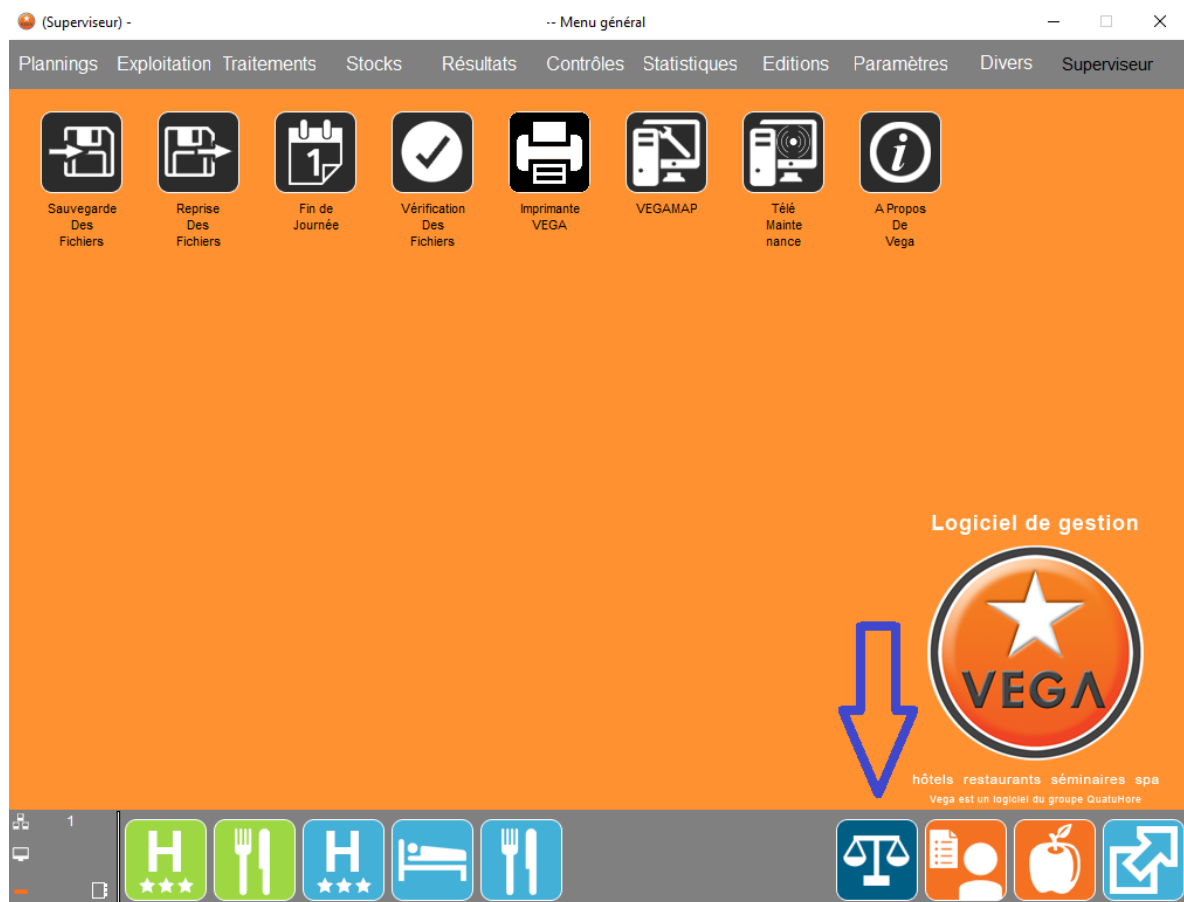 (Superviseur) -
-- Menu général
Plannings Exploitation Traitements Stocks Résultats Contrôles Statistiques Editions Paramètres Divers Superviseur
1
Sauvegarde
Des
Fichiers
Reprise
Des
Fichiers
Fin de
Journée
Vérification
Des
Fichiers
Imprimante
VEGA
VEGAMAP
Télé
Mainte
nance
i
A Propos
De
Vega
Logiciel de gestion
VEGA
hôtels restaurants séminaires spa
Vega est un logiciel du groupe QuatuHore
1
H
H